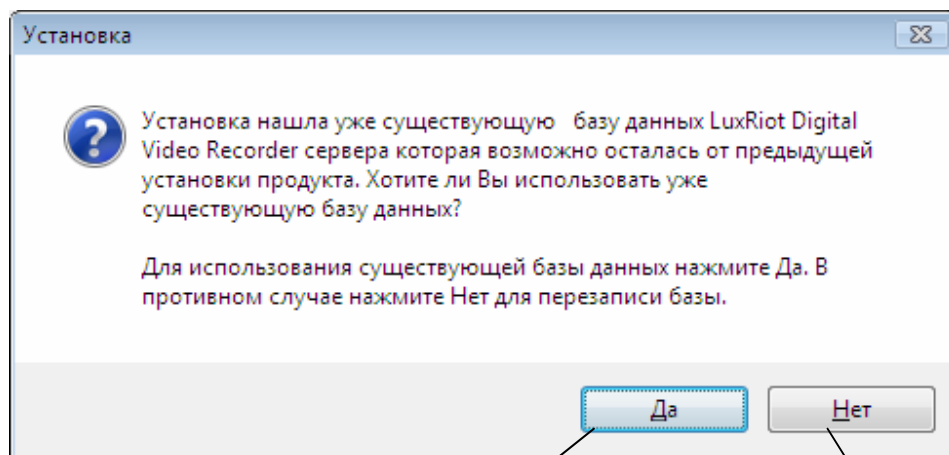 Установка
Установка нашла уже существующую базу данных LuxRiot Digital
Video Recorder сервера которая возможно осталась от предыдущей
установки продукта. Хотите ли Вы использовать уже
существующую базу данных?
Для использования существующей базы данных нажмите Да. В
противном случае нажмите Нет для перезаписи базы.
Да
Нет